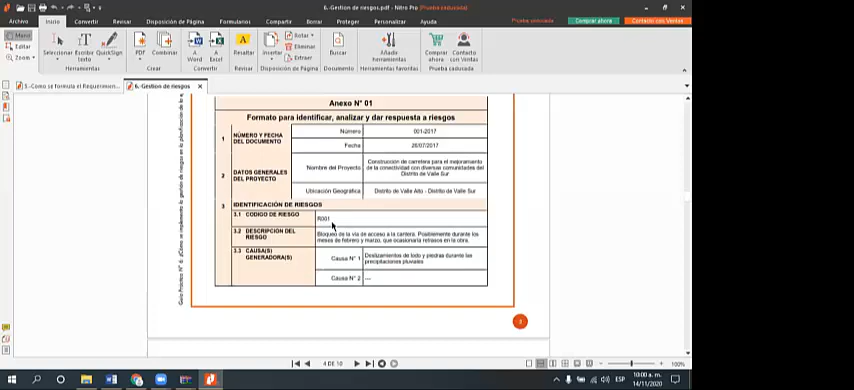 6.-Gestion de riesgos.pdf - Nitro Pro (Prueba caducada)
Archivo Inicio Convertir Revisar Disposición de Página Formularios Compartir Borrar Proteger Personalizar Ayuda Prueba caducada Comprar ahora Contacto con Ventas
Mano
Editar
Zoom
Seleccionar
Escribir texto
QuickSign
Herramientas
PDF
Combinar
Crear
A Word
A Excel
Convertir
Resaltar
Revisar
Insertar
Rotar
Eliminar
Extraer
Disposición de Página
Buscar
Documento
Añadir herramientas
Herramientas favoritas
Comprar ahora
Contacto con Ventas
Prueba caducada
3.-Como se formula el Requerimien...
6.-Gestion de riesgos
Anexo N° 01
Formato para identificar, analizar y dar respuesta a riesgos
1 NÚMERO Y FECHA DEL DOCUMENTO
Número 001-2017
Fecha 26/07/2017
2 DATOS GENERALES DEL PROYECTO
Nombre del Proyecto
Construcción de carretera para el mejoramiento
de la conectividad con diversas comunidades del
Distrito de Valle Sur
Ubicación Geográfica Distrito de Valle Alto - Distrito de Valle Sur
3 IDENTIFICACIÓN DE RIESGOS
3.1 CÓDIGO DE RIESGO R001
3.2 DESCRIPCIÓN DEL RIESGO
Bloqueo de la vía de acceso a la cantera. Posiblemente durante los
meses de febrero y marzo, que ocasionaría retrasos en la obra.
3.3 CAUSA(S) GENERADORA(S)
Causa N° 1 Deslizamientos de lodo y piedras durante las
precipitaciones pluviales
Causa N° 2 ---
3
4 DE 10
100%
ESP
10:00 a. m.
14/11/2020